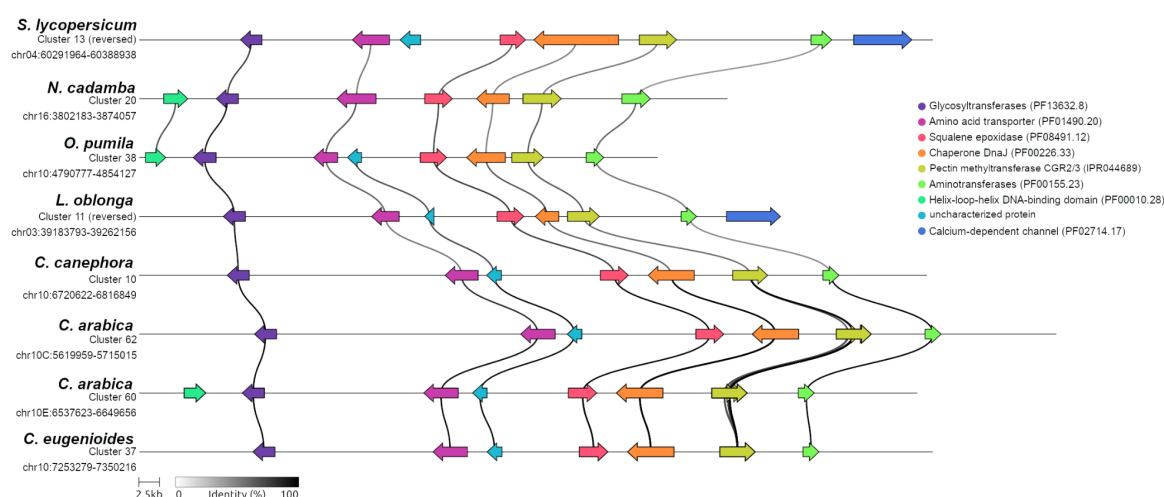 S. lycopersicum
Cluster 13 (reversed)
chr04:60291964-60388938
N. cadamba
Cluster 20
chr16:3802183-3874057
O. pumila
Cluster 38
chr10:4790777-4854127
L. oblonga
Cluster 11 (reversed)
chr03:39183793-39262156
C. canephora
Cluster 10
chr10:6720622-6816849
C. arabica
Cluster 62
chr10C:5619959-5715015
C. arabica
Cluster 60
chr10E:6537623-6649656
C. eugenioides
Cluster 37
chr10:7253279-7350216
Glycosyltransferases (PF13632.8)
Amino acid transporter (PF01490.20)
Squalene epoxidase (PF08491.12)
Chaperone DnaJ (PF00226.33)
Pectin methyltransferase CGR2/3 (IPR044689)
Aminotransferases (PF00155.23)
Helix-loop-helix DNA-binding domain (PF00010.28)
uncharacterized protein
Calcium-dependent channel (PF02714.17)
2.5kb
0 Identity (%) 100